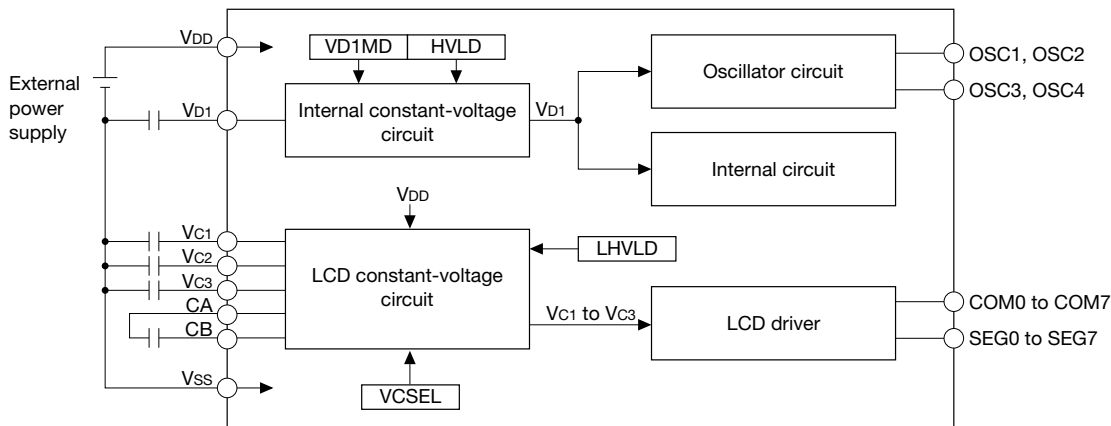 VDD
VD1MD HVLD
OSC1, OSC2
Oscillator circuit
OSC3, OSC4
External
power
supply
VD1
Internal constant-voltage
circuit
VD1
Internal circuit
VDD
VC1
VC2
VC3
CA
CB
LCD constant-voltage
circuit
LHVLD
VC1 to VC3
LCD driver
COM0 to COM7
SEG0 to SEG7
VSS
VCSEL